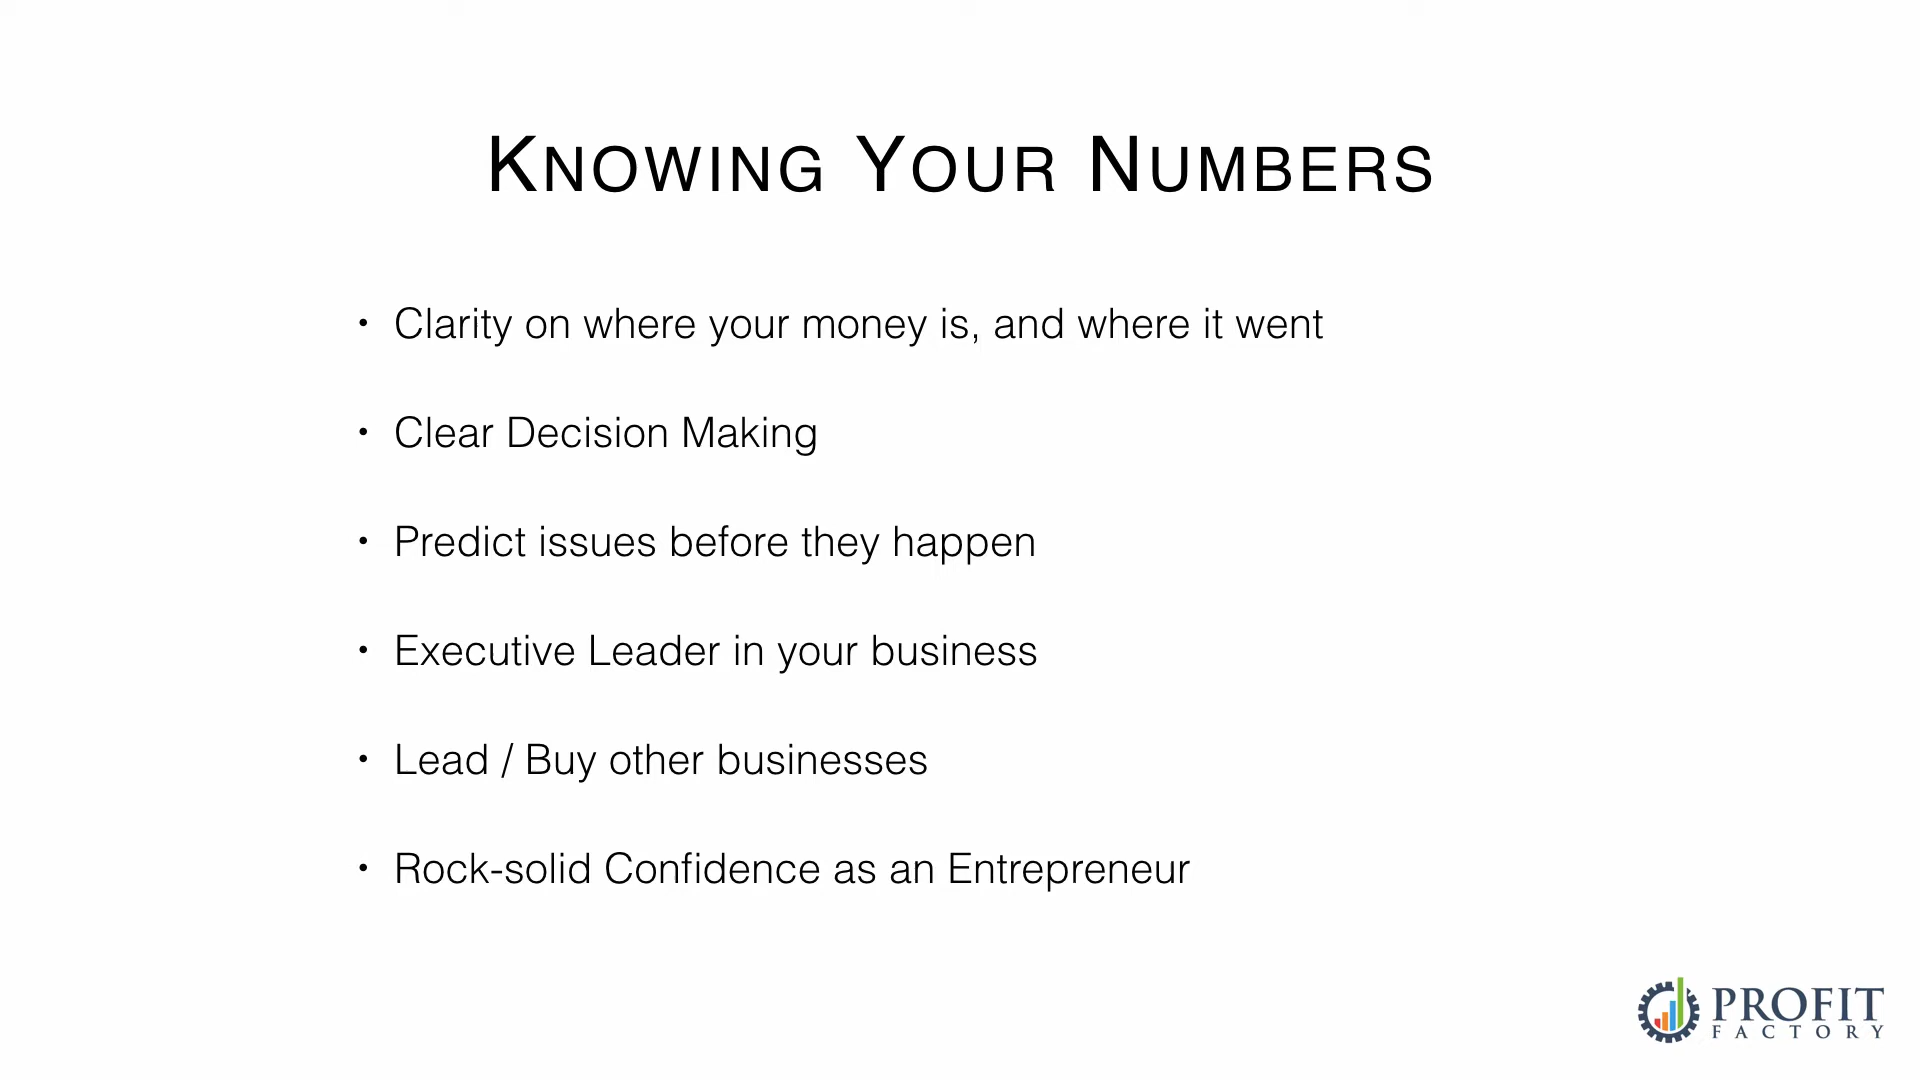 KNOWING YOUR NUMBERS
• Clarity on where your money is, and where it went
• Clear Decision Making
• Predict issues before they happen
• Executive Leader in your business
• Lead / Buy other businesses
• Rock-solid Confidence as an Entrepreneur
PROFIT
FACTORY